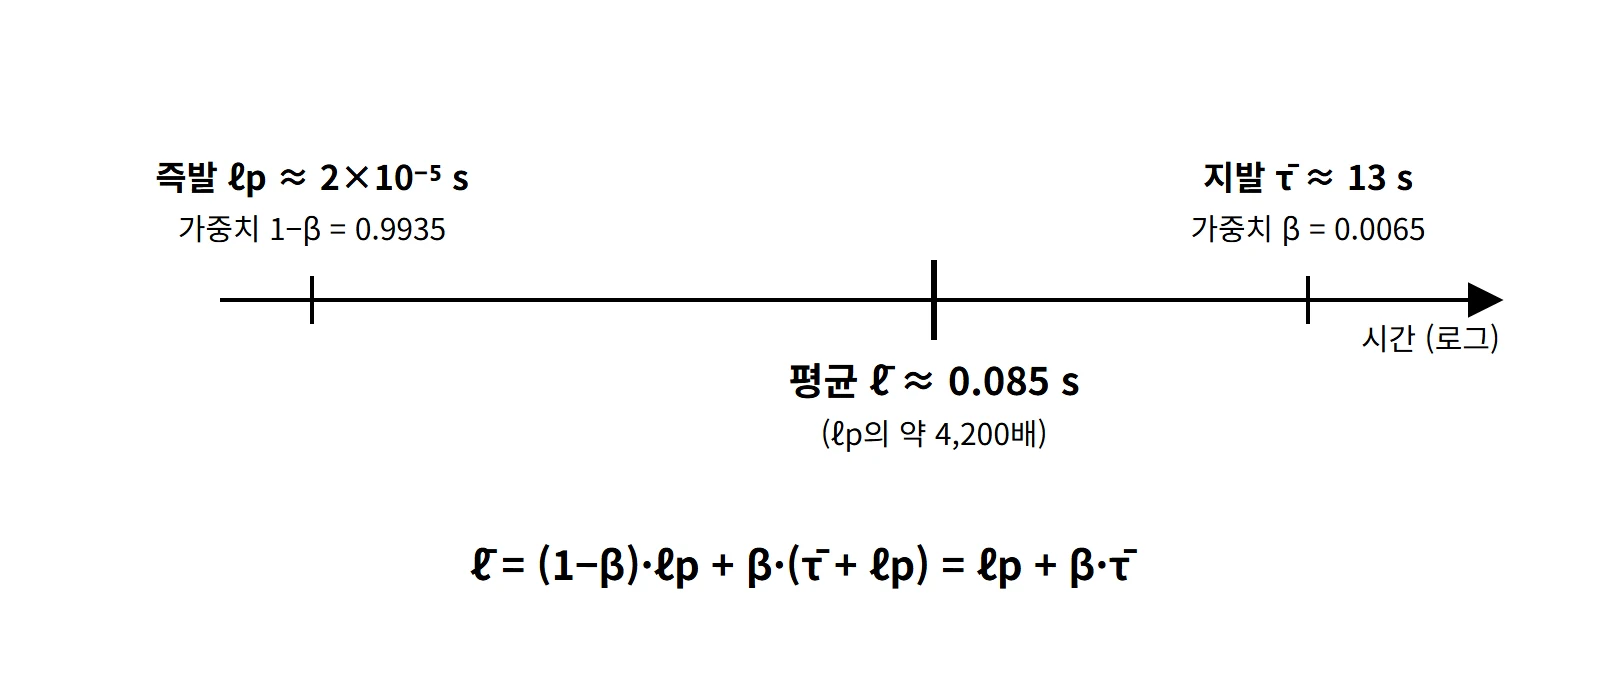 즉발 ℓp ≈ 2×10⁻⁵ s
가중치 1−β = 0.9935
지발 τ̄ ≈ 13 s
가중치 β = 0.0065
시간 (로그)
평균 ℓ̄ ≈ 0.085 s
(ℓp의 약 4,200배)
ℓ̄ = (1−β)·ℓp + β·(τ̄ + ℓp) = ℓp + β·τ̄